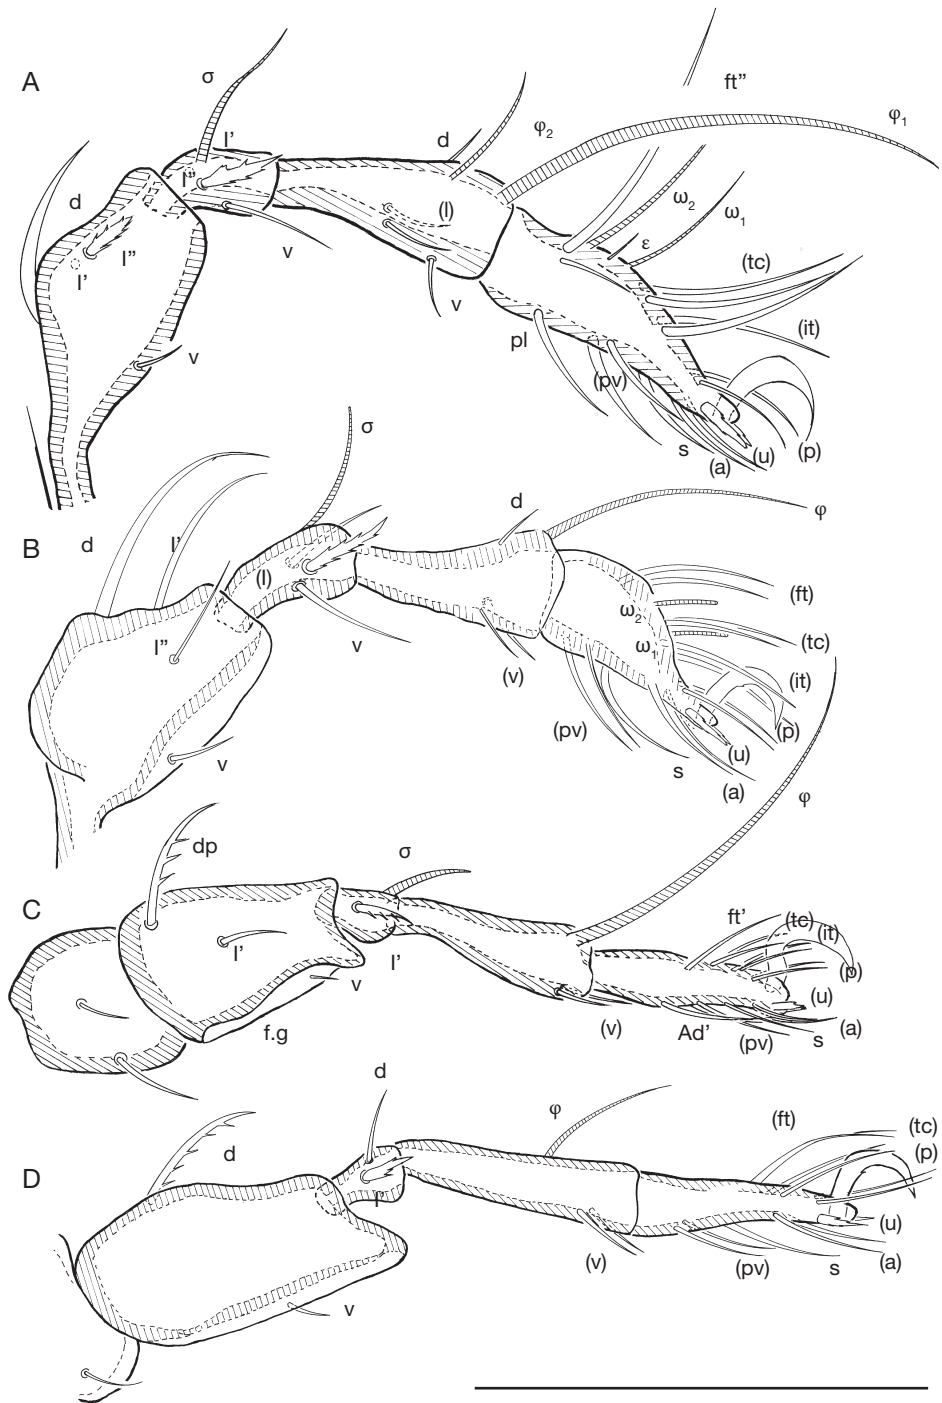 A
σ
l'
d
φ₂
ft''
φ₁
d
l''
l'
l''
v
(l)
v
v
ω₂
ω₁
ε
(tc)
(it)
pl
(pv)
s
(a)
(u)
(p)
B
d
l'
σ
(l)
l''
v
v
d
φ
(v)
ω₂
ω₁
(ft)
(tc)
(it)
(p)
(u)
(pv)
s
(a)
C
dp
l'
σ
l'
v
f.g
φ
ft'
(tc)
(it)
(p)
(u)
(v)
Ad'
(pv)
s
(a)
D
d
d
l'
v
φ
(ft)
(tc)
(p)
(u)
(v)
(pv)
s
(a)